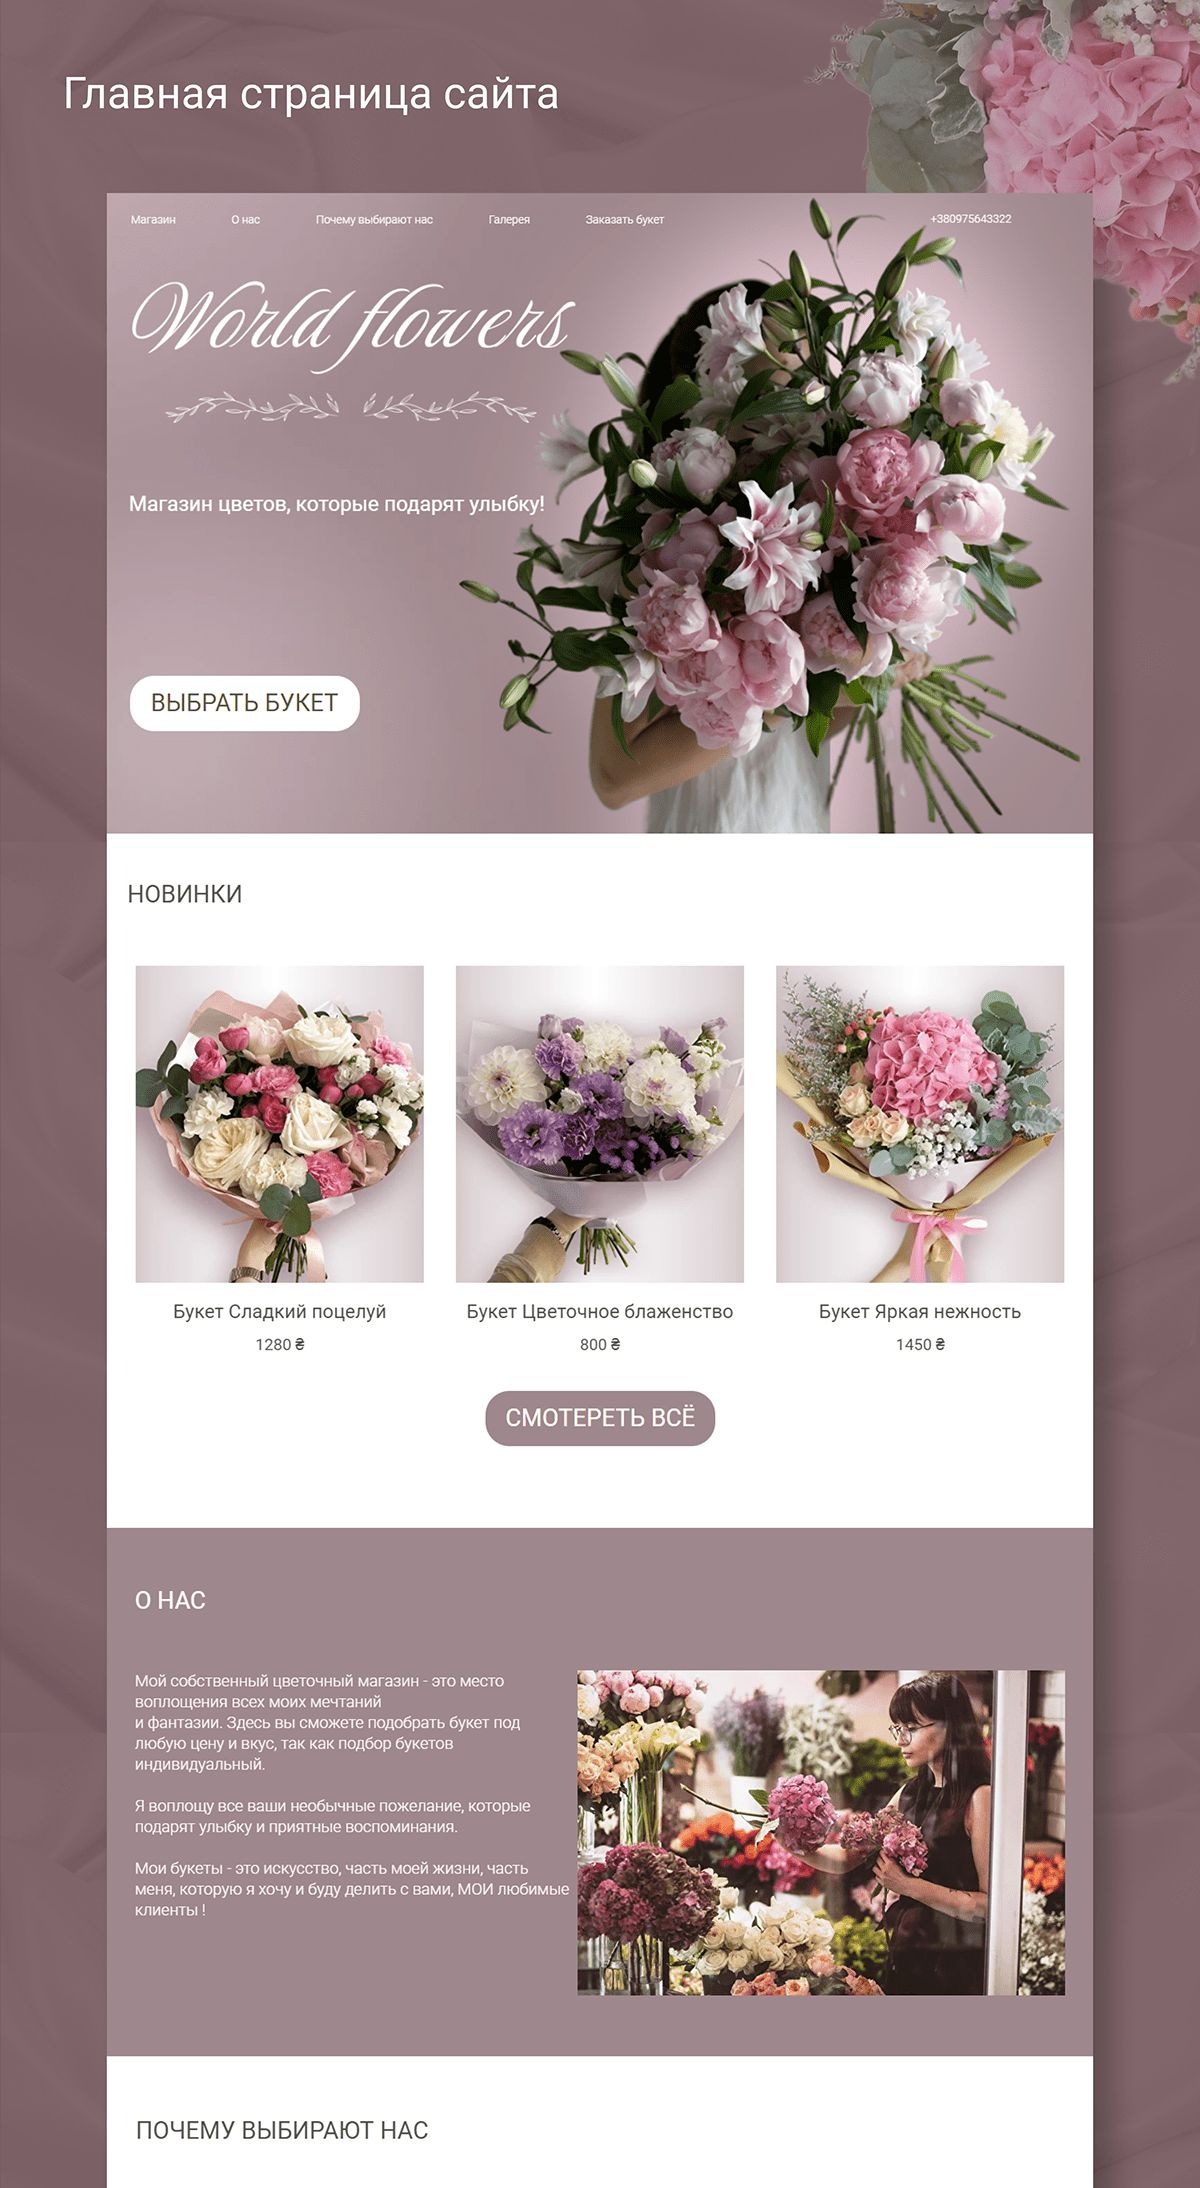 Главная страница сайта
Магазин О нас Почему выбирают нас Галерея Заказать букет +380975643322
World flowers
Магазин цветов, которые подарят улыбку!
ВЫБРАТЬ БУКЕТ
НОВИНКИ
Букет Сладкий поцелуй Букет Цветочное блаженство Букет Яркая нежность
1280 ₴ 800 ₴ 1450 ₴
СМОТЕРЕТЬ ВСЁ
О НАС
Мой собственный цветочный магазин - это место
воплощения всех моих мечтаний
и фантазии. Здесь вы сможете подобрать букет под
любую цену и вкус, так как подбор букетов
индивидуальный.
Я воплощу все ваши необычные пожелание, которые
подарят улыбку и приятные воспоминания.
Мои букеты - это искусство, часть моей жизни, часть
меня, которую я хочу и буду делить с вами, МОИ любимые
клиенты !
ПОЧЕМУ ВЫБИРАЮТ НАС